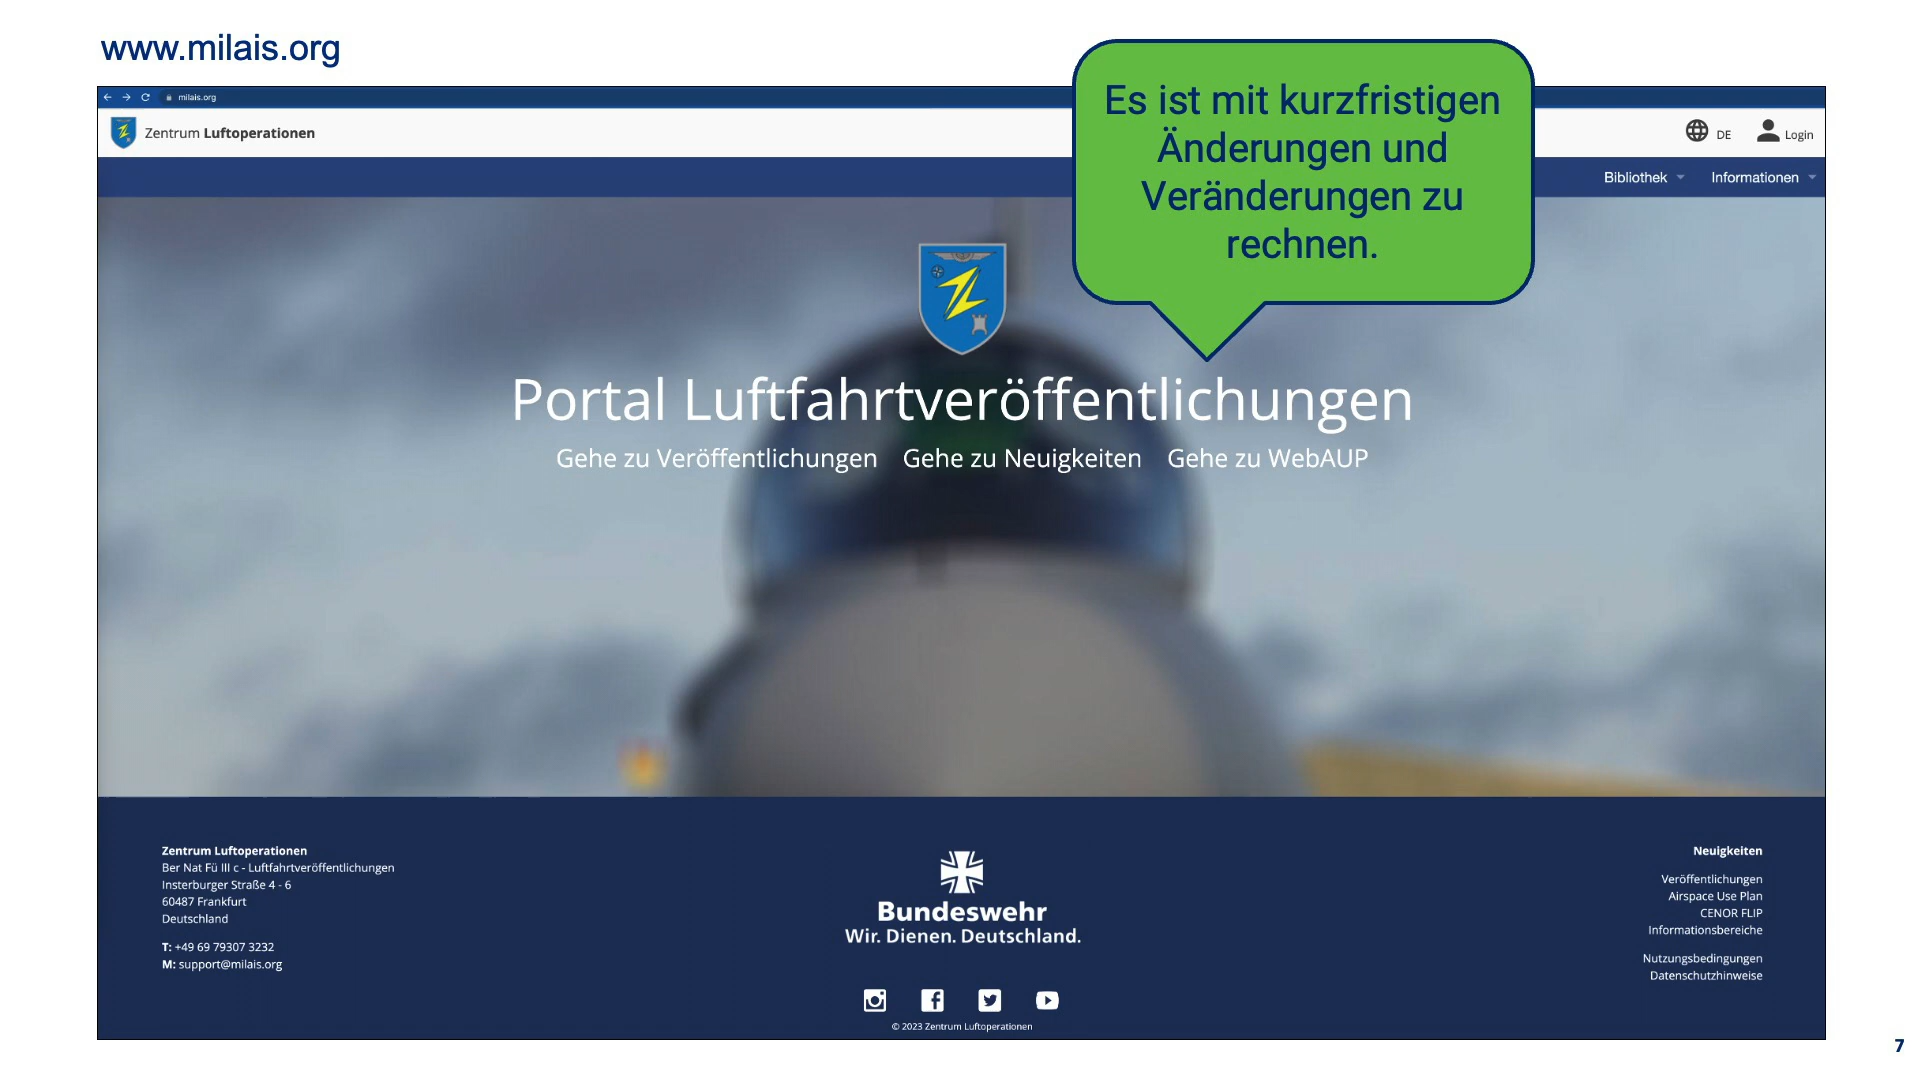 www.milais.org
milais.org
Zentrum Luftoperationen
DE
Login
Bibliothek
Informationen
Es ist mit kurzfristigen
Änderungen und
Veränderungen zu
rechnen.
Portal Luftfahrtveröffentlichungen
Gehe zu Veröffentlichungen Gehe zu Neuigkeiten Gehe zu WebAUP
Zentrum Luftoperationen
Ber Nat Fü III c - Luftfahrtveröffentlichungen
Insterburger Straße 4 - 6
60487 Frankfurt
Deutschland
T: +49 69 79307 3232
M: support@milais.org
Bundeswehr
Wir. Dienen. Deutschland.
© 2023 Zentrum Luftoperationen
Neuigkeiten
Veröffentlichungen
Airspace Use Plan
CENOR FLIP
Informationsbereiche
Nutzungsbedingungen
Datenschutzhinweise
7